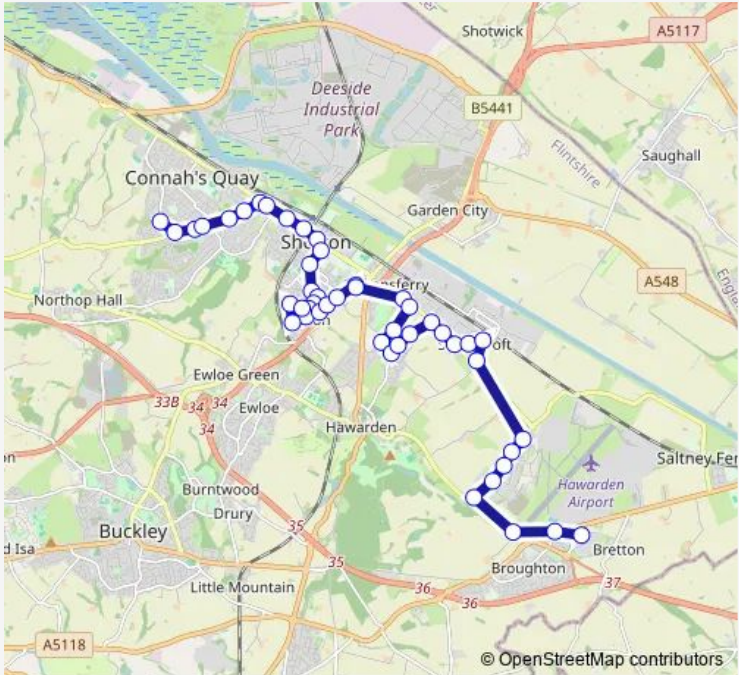 Shotwick
A5117
Deeside
Industrial
Park
B5441
Flintshire
Saughall
Connah's Quay
Garden City
A548
Northop Hall
33B
34
34
34
34
Ewloe Green
Ewloe
Hawarden
Saltney Fer
Hawarden
Airport
Burntwood
Drury
35
Buckley
d Isa
35
Bretton
Broughton
37
36
36
Little Mountain
A5118
© OpenStreetMap contributors